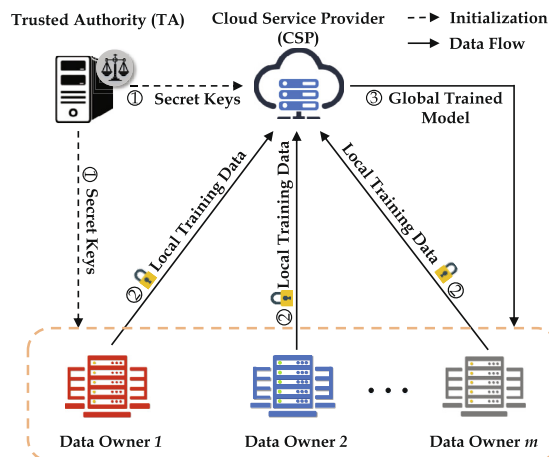 Trusted Authority (TA)
Cloud Service Provider
(CSP)
Initialization
Data Flow
① Secret Keys
③ Global Trained
Model
① Secret Keys
② Local Training Data
② Local Training Data
Local Training Data ②
Data Owner 1
Data Owner 2
• • •
Data Owner m